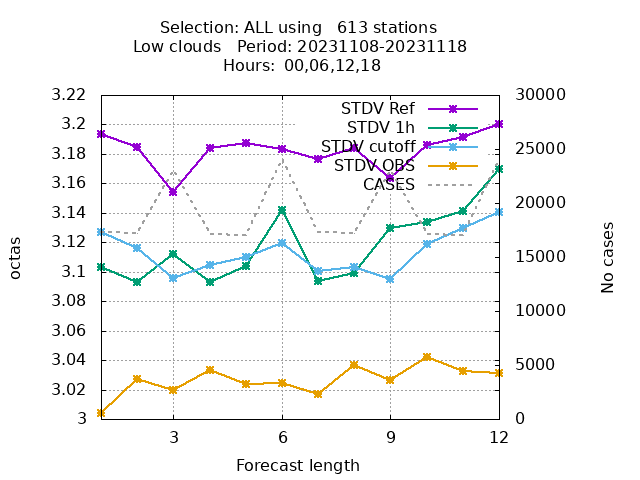 Selection: ALL using   613 stations
Low clouds   Period: 20231108-20231118
Hours:  00,06,12,18
3.22
3.2
3.18
3.16
3.14
3.12
3.1
3.08
3.06
3.04
3.02
3
octas
STDV Ref
STDV 1h
STDV cutoff
STDV OBS
CASES
30000
25000
20000
15000
10000
5000
0
No cases
3
6
9
12
Forecast length